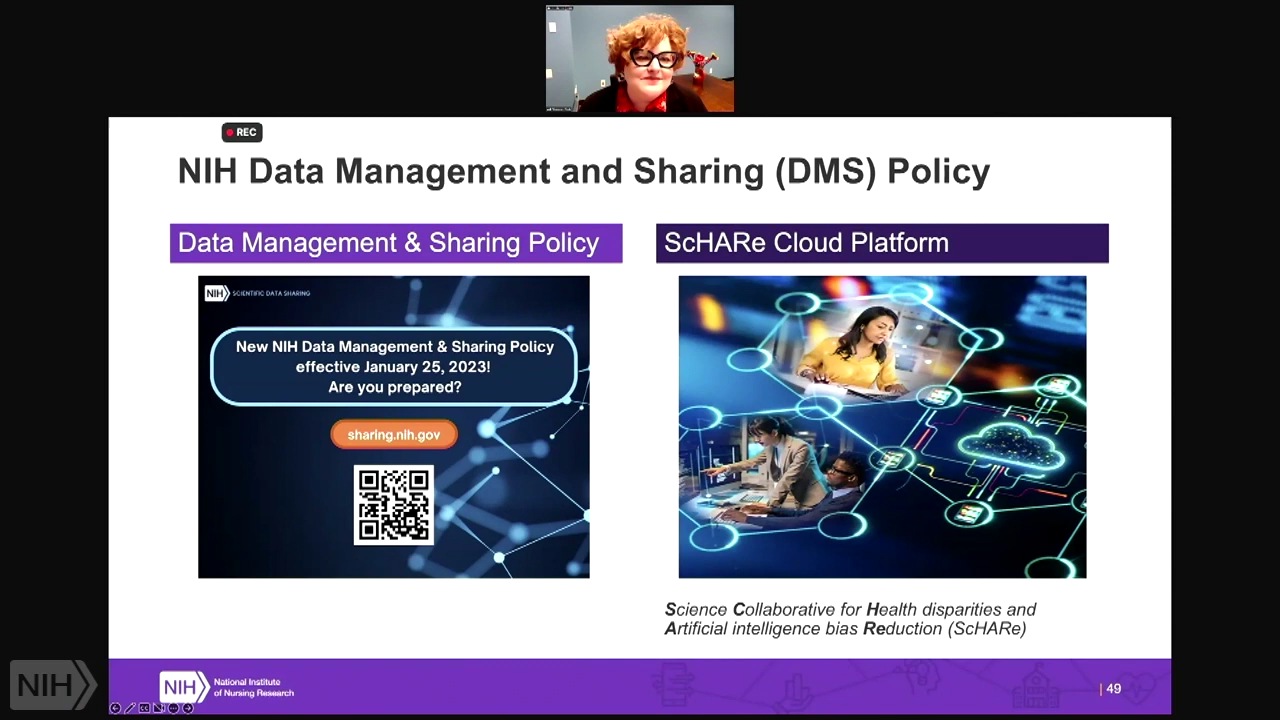 REC
NIH Data Management and Sharing (DMS) Policy
Data Management & Sharing Policy
NIH SCIENTIFIC DATA SHARING
New NIH Data Management & Sharing Policy
effective January 25, 2023!
Are you prepared?
sharing.nih.gov
ScHARe Cloud Platform
Science Collaborative for Health disparities and
Artificial intelligence bias Reduction (ScHARe)
NIH
NIH National Institute
of Nursing Research
| 49